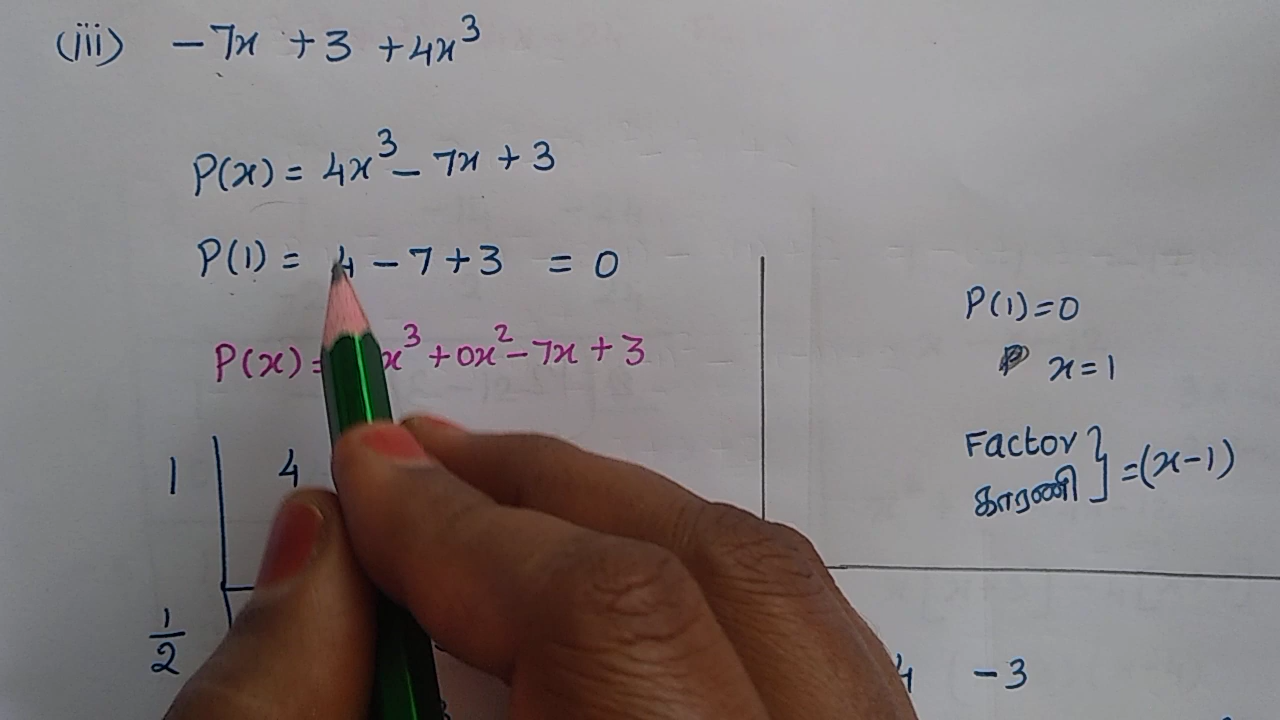 (iii) -7x + 3 + 4x³
P(x) = 4x³ - 7x + 3
P(1) = 4 - 7 + 3 = 0
P(x) = x³ + 0x² - 7x + 3
1 4
1/2
P(1) = 0
x = 1
Factor
காரணி } = (x-1)
4 -3